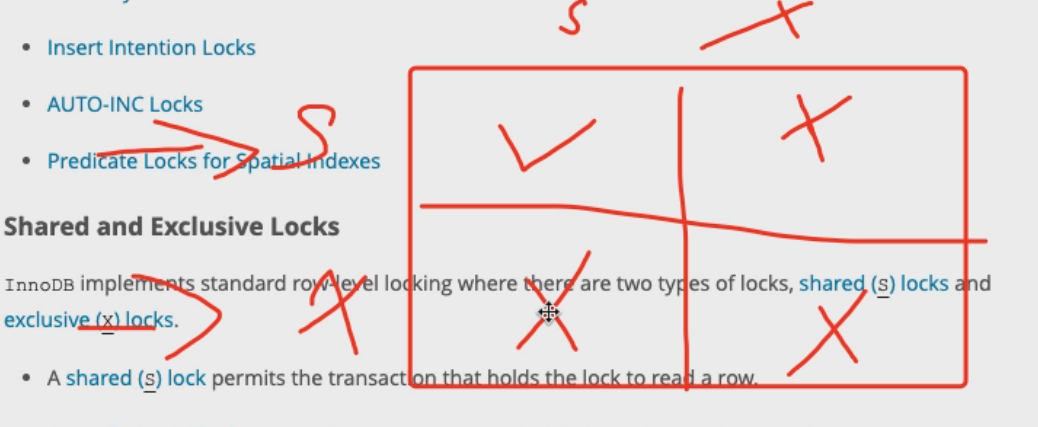 S X
Insert Intention Locks
AUTO-INC Locks
S
Predicate Locks for Spatial Indexes
Shared and Exclusive Locks
InnoDB implements standard row-level locking where there are two types of locks, shared (S) locks and
X
exclusive (X) locks.
A shared (S) lock permits the transaction that holds the lock to read a row.